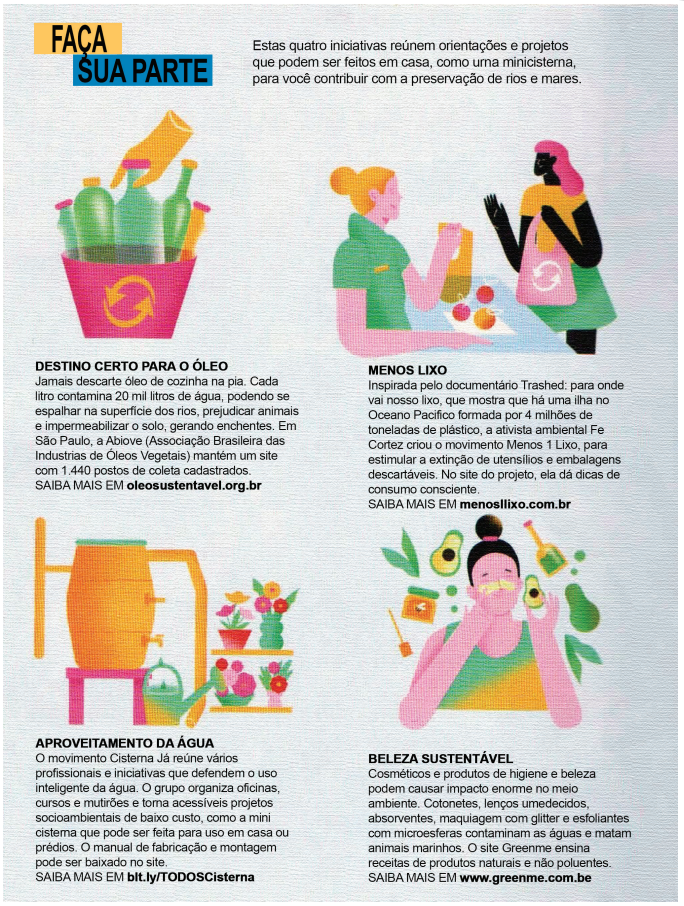 FAÇA
SUA PARTE
Estas quatro iniciativas reúnem orientações e projetos
que podem ser feitos em casa, como urna minicisterna,
para você contribuir com a preservação de rios e mares.
DESTINO CERTO PARA O ÓLEO
Jamais descarte óleo de cozinha na pia. Cada
litro contamina 20 mil litros de água, podendo se
espalhar na superfície dos rios, prejudicar animais
e impermeabilizar o solo, gerando enchentes. Em
São Paulo, a Abiove (Associação Brasileira das
Industrias de Óleos Vegetais) mantém um site
com 1.440 postos de coleta cadastrados.
SAIBA MAIS EM oleosustentavel.org.br
MENOS LIXO
Inspirada pelo documentário Trashed: para onde
vai nosso lixo, que mostra que há uma ilha no
Oceano Pacifico formada por 4 milhões de
toneladas de plástico, a ativista ambiental Fe
Cortez criou o movimento Menos 1 Lixo, para
estimular a extinção de utensílios e embalagens
descartáveis. No site do projeto, ela dá dicas de
consumo consciente.
SAIBA MAIS EM menosllixo.com.br
APROVEITAMENTO DA ÁGUA
O movimento Cisterna Já reúne vários
profissionais e iniciativas que defendem o uso
inteligente da água. O grupo organiza oficinas,
cursos e mutirões e torna acessíveis projetos
socioambientais de baixo custo, como a mini
cisterna que pode ser feita para uso em casa ou
prédios. O manual de fabricação e montagem
pode ser baixado no site.
SAIBA MAIS EM blt.ly/TODOSCisterna
BELEZA SUSTENTÁVEL
Cosméticos e produtos de higiene e beleza
podem causar impacto enorme no meio
ambiente. Cotonetes, lenços umedecidos,
absorventes, maquiagem com glitter e esfoliantes
com microesferas contaminam as águas e matam
animais marinhos. O site Greenme ensina
receitas de produtos naturais e não poluentes.
SAIBA MAIS EM www.greenme.com.be